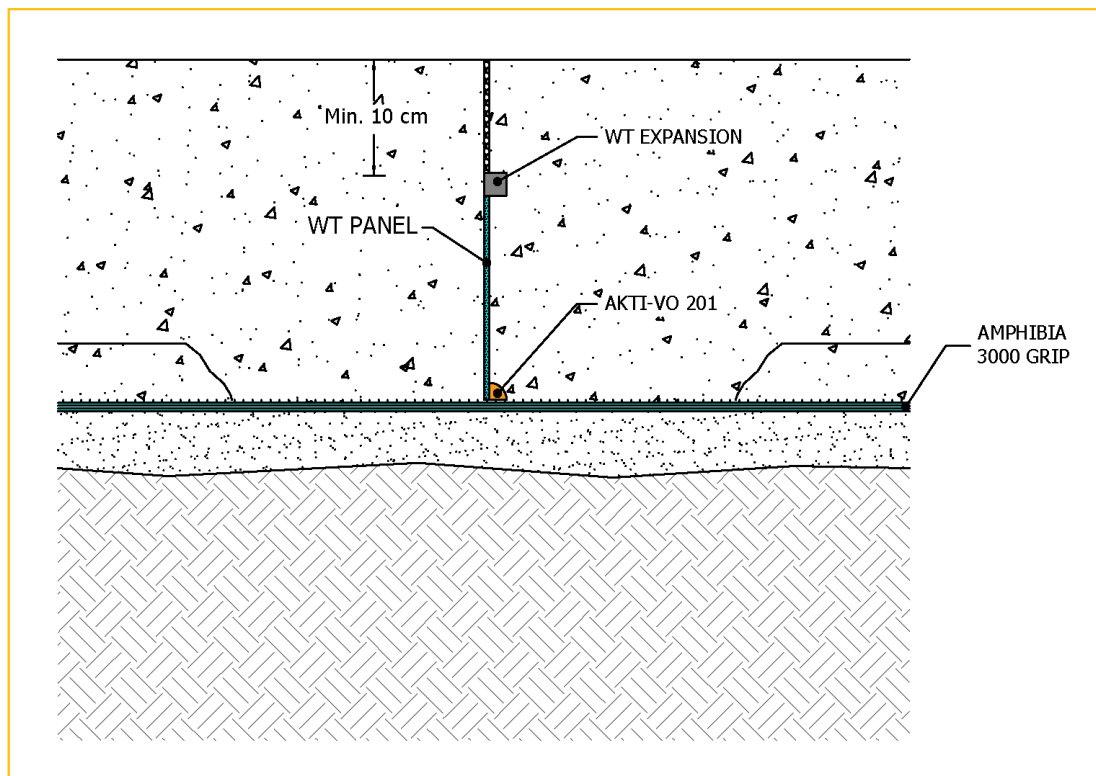 Min. 10 cm
WT EXPANSION
WT PANEL
AKTI-VO 201
AMPHIBIA
3000 GRIP